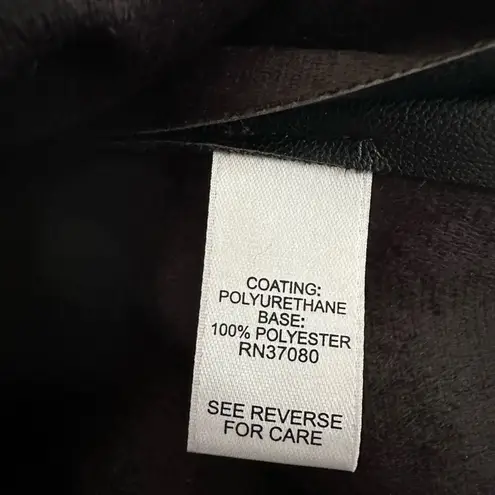 COATING:
POLYURETHANE
BASE:
100% POLYESTER
RN37080
SEE REVERSE
FOR CARE